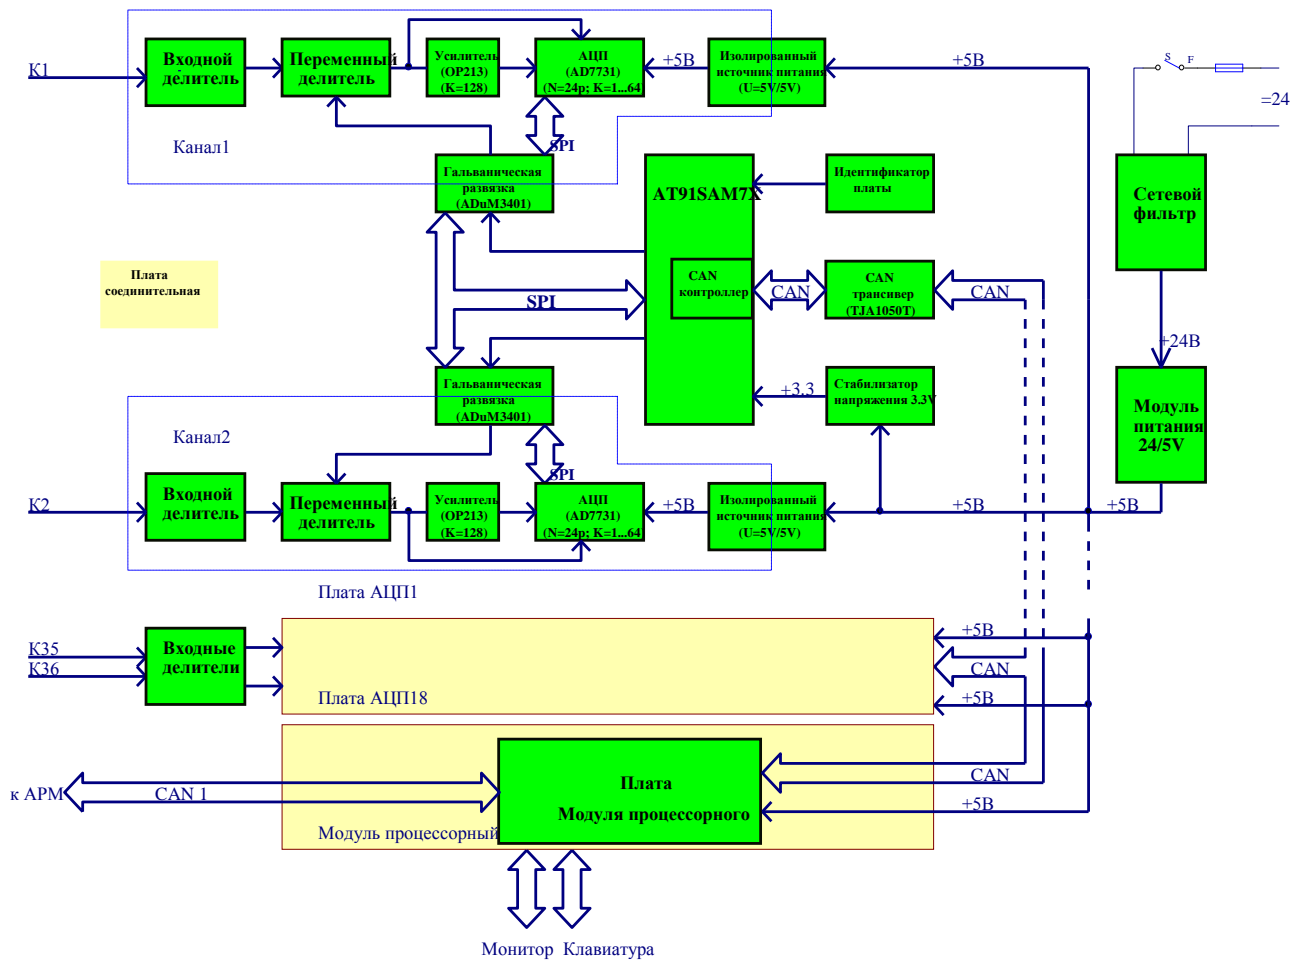 К1
Входной
делитель
Переменный
делитель
Усилитель
(OP213)
(K=128)
АЦП
(AD7731)
(N=24р; K=1...64
+5В
Изолированный
источник питания
(U=5V/5V)
+5В
S
F
=24
Канал1
SPI
Гальваническая
развязка
(ADuM3401)
AT91SAM7X
Идентификатор
платы
Сетевой
фильтр
Плата
соединительная
SPI
CAN
контроллер
CAN
CAN
трансивер
(TJA1050T)
CAN
+24В
Гальваническая
развязка
(ADuM3401)
+3.3
Стабилизатор
напряжения 3.3V
Модуль
питания
24/5V
Канал2
SPI
К2
Входной
делитель
Переменный
делитель
Усилитель
(OP213)
(K=128)
АЦП
(AD7731)
(N=24р; K=1...64
+5В
Изолированный
источник питания
(U=5V/5V)
+5В
+5В
Плата АЦП1
К35
К36
Входные
делители
+5В
CAN
Плата АЦП18
+5В
Плата
Модуля процессорного
CAN
+5В
к АРМ
CAN 1
Модуль процессорный
Монитор Клавиатура